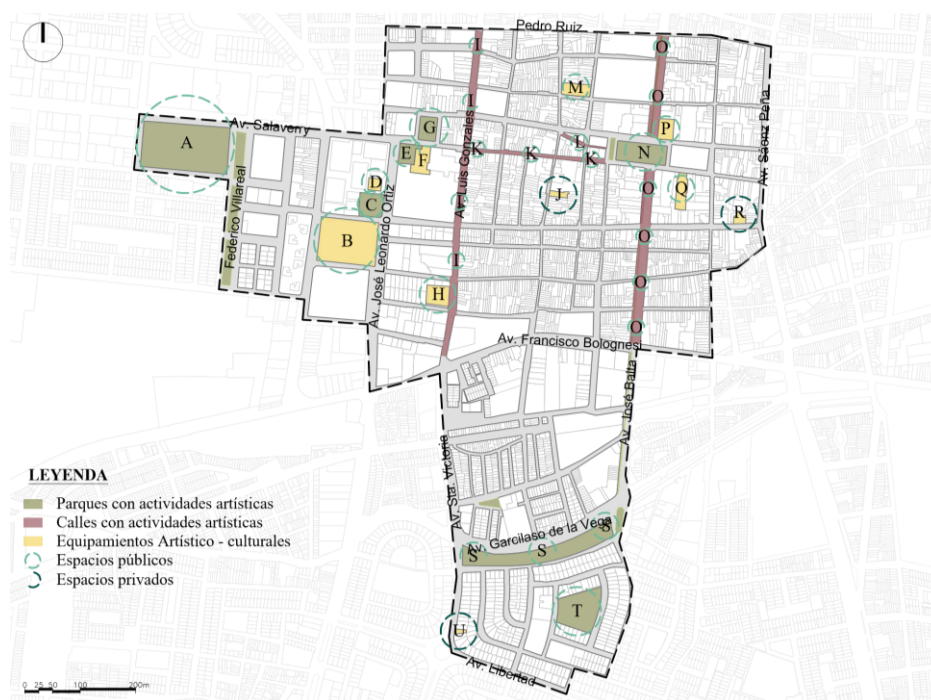 Pedro Ruiz
I
O
M
I
O
A
Av. Salaverry
G
P
Av. Sáenz Peña
E
F
K
K
L
K
N
Av. Luis Gonzales
D
J
O
Q
C
Federico Villareal
Av. José Leonardo Ortiz
R
B
O
I
H
O
O
Av. Francisco Bolognesi
Av. José Balta
LEYENDA
Parques con actividades artísticas
Calles con actividades artísticas
Equipamientos Artístico - culturales
Espacios públicos
Espacios privados
Av. Sta. Victoria
Av. Garcilaso de la Vega
S
S
S
T
U
Av. Libertad
0 25 50 100 200m